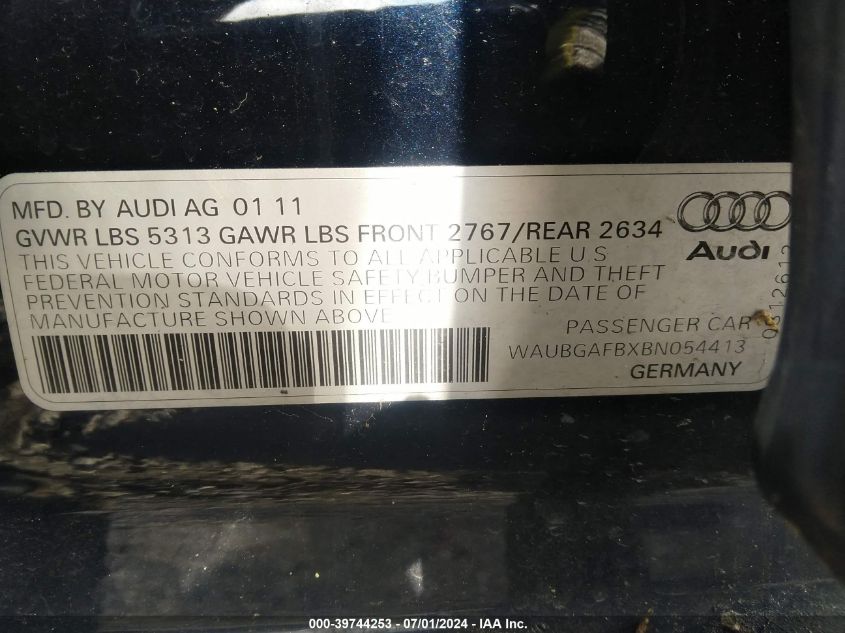 MFD. BY AUDI AG 01 11
GVWR LBS 5313 GAWR LBS FRONT 2767/REAR 2634
THIS VEHICLE CONFORMS TO ALL APPLICABLE U S
FEDERAL MOTOR VEHICLE SAFETY BUMPER AND THEFT
PREVENTION STANDARDS IN EFFECT ON THE DATE OF
MANUFACTURE SHOWN ABOVE
Audi
PASSENGER CAR
WAUBGAFBXBN054413
GERMANY
000-39744253 - 07/01/2024 - IAA Inc.